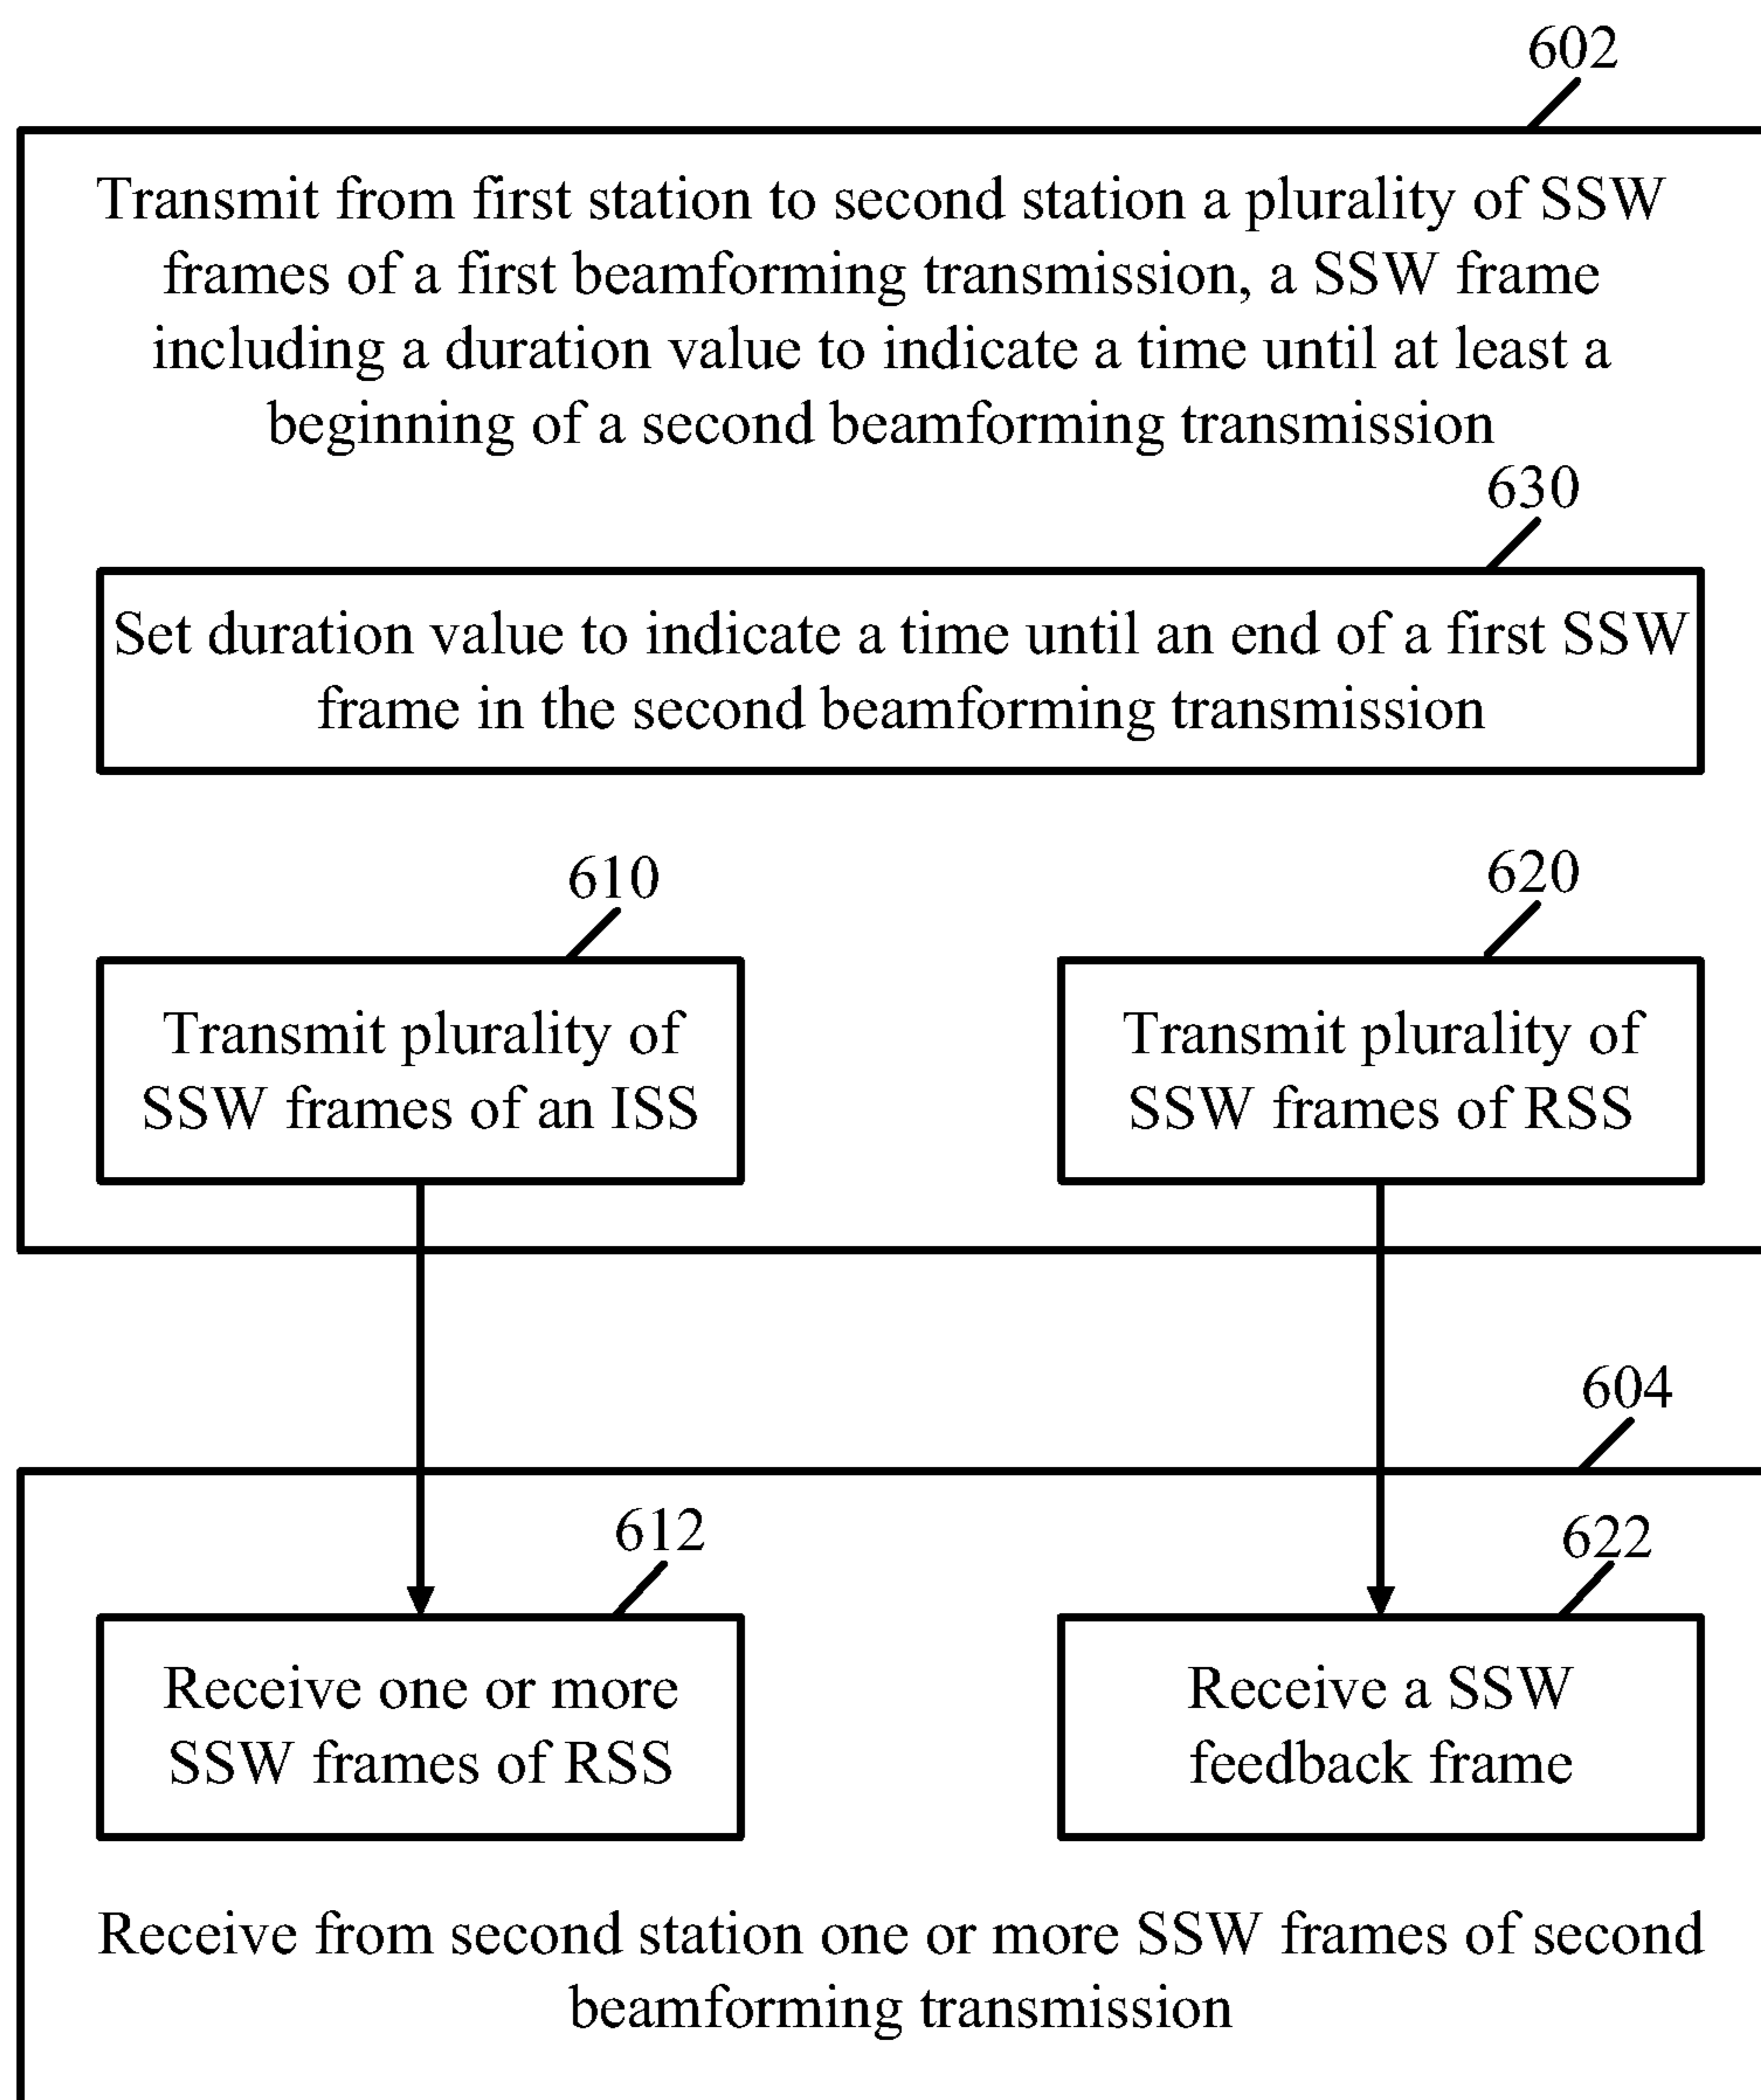 602
Transmit from first station to second station a plurality of SSW
frames of a first beamforming transmission, a SSW frame
including a duration value to indicate a time until at least a
beginning of a second beamforming transmission
630
Set duration value to indicate a time until an end of a first SSW
frame in the second beamforming transmission
610
Transmit plurality of
SSW frames of an ISS
620
Transmit plurality of
SSW frames of RSS
604
612
Receive one or more
SSW frames of RSS
622
Receive a SSW
feedback frame
Receive from second station one or more SSW frames of second
beamforming transmission